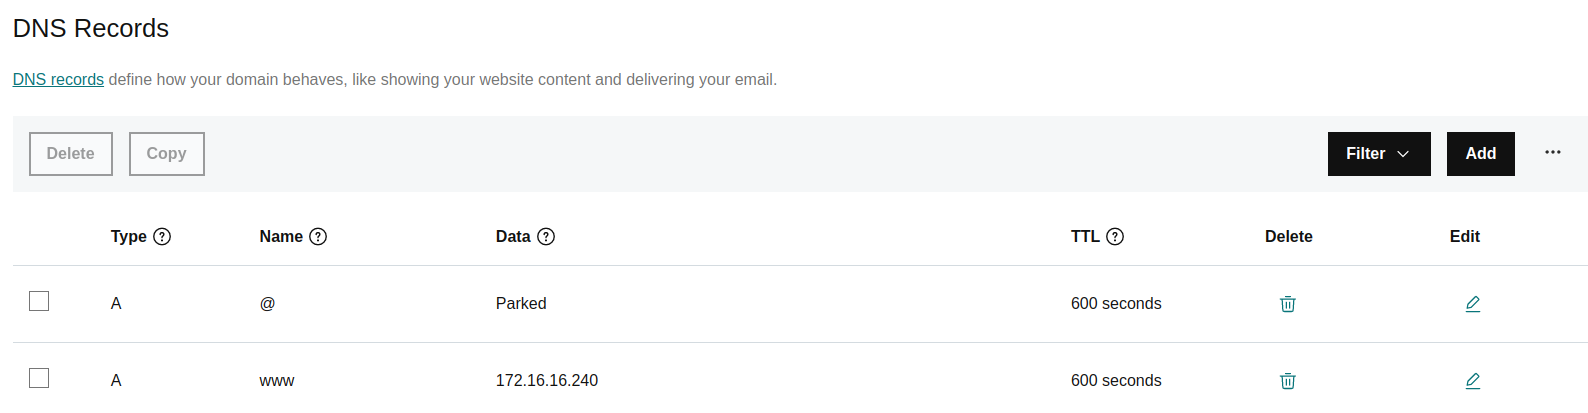 DNS Records
DNS records define how your domain behaves, like showing your website content and delivering your email.
Delete Copy Filter Add
Type Name Data TTL Delete Edit
A @ Parked 600 seconds
A www 172.16.16.240 600 seconds